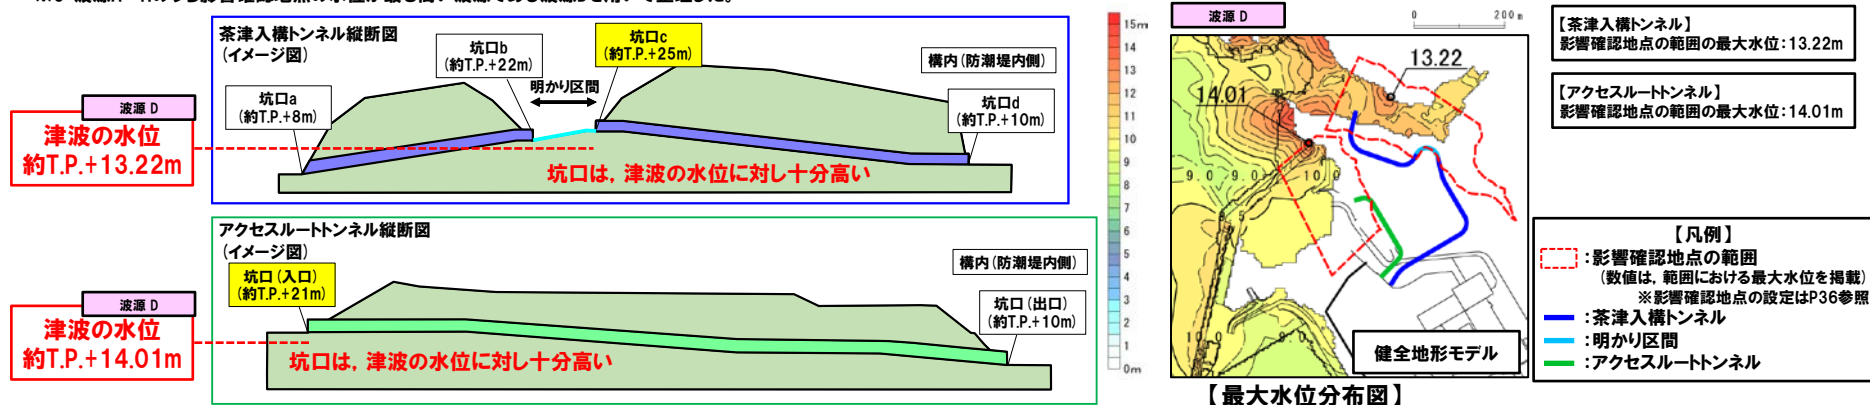 茶津入構トンネル縦断図
(イメージ図)
坑口a
(約T.P.+8m)
坑口b
(約T.P.+22m)
明かり区間
坑口c
(約T.P.+25m)
構内(防潮堤内側)
坑口d
(約T.P.+10m)
波源 D
津波の水位
約T.P.+13.22m
坑口は，津波の水位に対し十分高い
アクセスルートトンネル縦断図
(イメージ図)
坑口(入口)
(約T.P.+21m)
構内(防潮堤内側)
坑口(出口)
(約T.P.+10m)
波源 D
津波の水位
約T.P.+14.01m
坑口は，津波の水位に対し十分高い
15m
14
13
12
11
10
9
8
7
6
5
4
3
2
1
0m
波源 D
0 200m
13.22
14.01
9.0
9.0
10.0
健全地形モデル
【最大水位分布図】
【茶津入構トンネル】
影響確認地点の範囲の最大水位:13.22m
【アクセスルートトンネル】
影響確認地点の範囲の最大水位:14.01m
【凡例】
:影響確認地点の範囲
(数値は，範囲における最大水位を掲載)
※影響確認地点の設定はP36参照
:茶津入構トンネル
:明かり区間
:アクセスルートトンネル